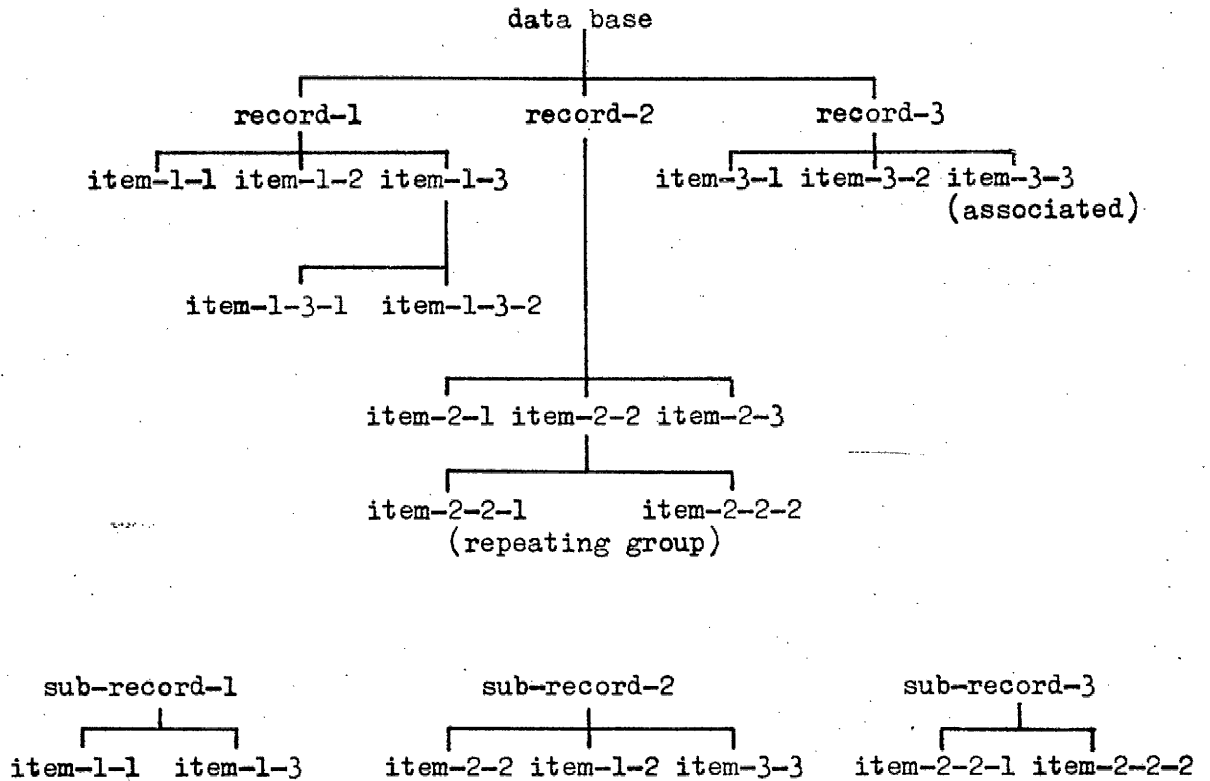 data base
record-1 record-2 record-3
item-1-1 item-1-2 item-1-3 item-3-1 item-3-2 item-3-3
(associated)
item-1-3-1 item-1-3-2
item-2-1 item-2-2 item-2-3
item-2-2-1 item-2-2-2
(repeating group)
sub-record-1 sub-record-2 sub-record-3
item-1-1 item-1-3 item-2-2 item-1-2 item-3-3 item-2-2-1 item-2-2-2